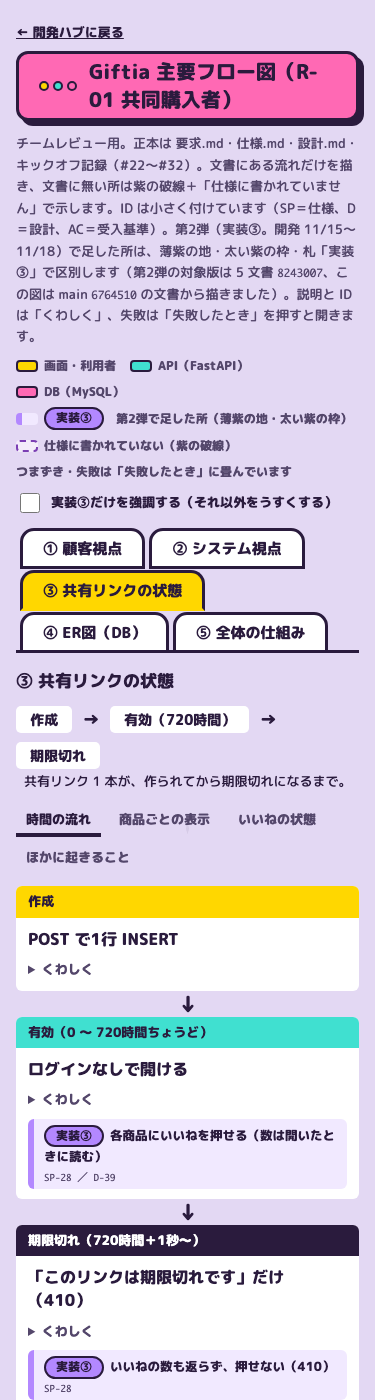 ← 開発ハブに戻る
Giftia 主要フロー図（R-
01 共同購入者）
チームレビュー用。正本は 要求.md・仕様.md・設計.md・
キックオフ記録（#22〜#32）。文書にある流れだけを描
き、文書に無い所は紫の破線＋「仕様に書かれていませ
ん」で示します。ID は小さく付けています（SP＝仕様、D
＝設計、AC＝受入基準）。第2弾（実装③。開発 11/15〜
11/18）で足した所は、薄紫の地・太い紫の枠・札「実装
③」で区別します（第2弾の対象版は 5 文書 8243007、こ
の図は main 6764510 の文書から描きました）。説明と ID
は「くわしく」、失敗は「失敗したとき」を押すと開きま
す。
画面・利用者 API（FastAPI）
DB（MySQL）
実装③ 第2弾で足した所（薄紫の地・太い紫の枠）
仕様に書かれていない（紫の破線）
つまずき・失敗は「失敗したとき」に畳んでいます
実装③だけを強調する（それ以外をうすくする）
① 顧客視点 ② システム視点
③ 共有リンクの状態
④ ER図（DB） ⑤ 全体の仕組み
③ 共有リンクの状態
作成 → 有効（720時間） →
期限切れ
共有リンク 1 本が、作られてから期限切れになるまで。
時間の流れ 商品ごとの表示 いいねの状態
ほかに起きること
作成
POST で1行 INSERT
▶ くわしく
↓
有効（0 〜 720時間ちょうど）
ログインなしで開ける
▶ くわしく
実装③ 各商品にいいねを押せる（数は開いたと
きに読む）
SP-28 ／ D-39
↓
期限切れ（720時間＋1秒〜）
「このリンクは期限切れです」だけ
（410）
▶ くわしく
実装③ いいねの数も返らず、押せない（410）
SP-28